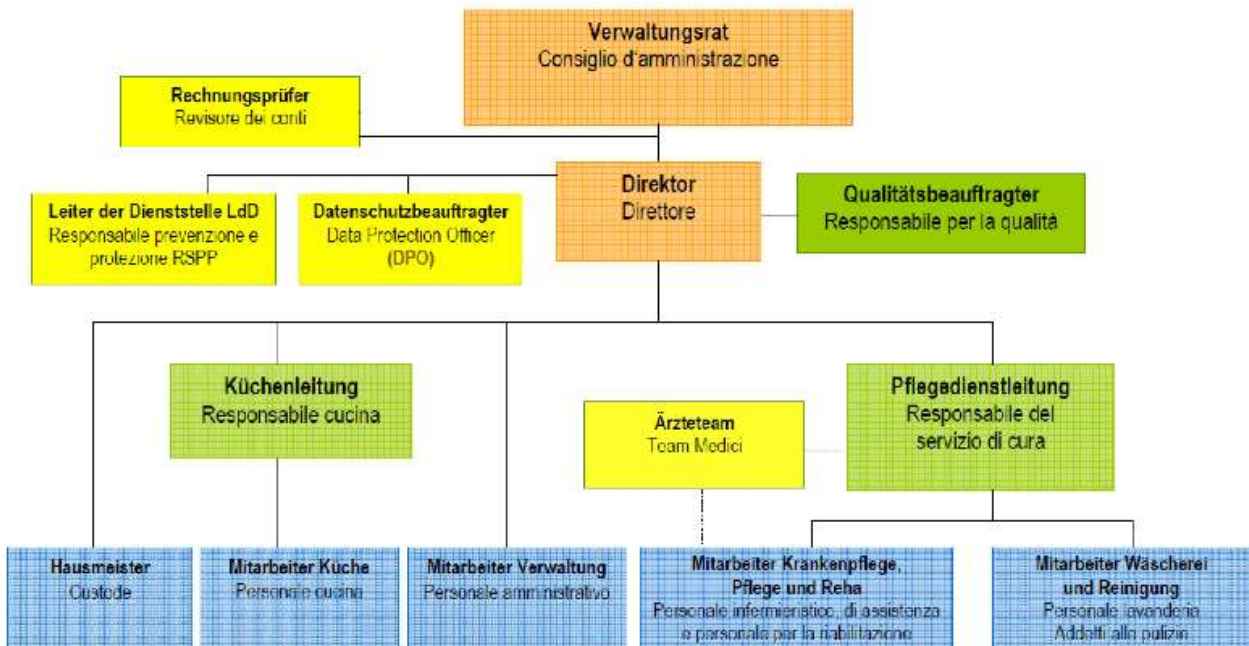 Verwaltungsrat
Consiglio d'amministrazione
Rechnungsprüfer
Revisore dei conti
Direktor
Direttore
Qualitätsbeauftragter
Responsabile per la qualità
Leiter der Dienststelle LdD
Responsabile prevenzione e
protezione RSPP
Datenschutzbeauftragter
Data Protection Officer
(DPO)
Küchenleitung
Responsabile cucina
Ärzteteam
Team Medici
Pflegedienstleitung
Responsabile del
servizio di cura
Hausmeister
Custode
Mitarbeiter Küche
Personale cucina
Mitarbeiter Verwaltung
Personale amministrativo
Mitarbeiter Krankenpflege,
Pflege und Reha
Personale infermieristico, di assistenza
e personale per la riabilitazione
Mitarbeiter Wäscherei
und Reinigung
Personale lavanderia
Addetti alle pulizie